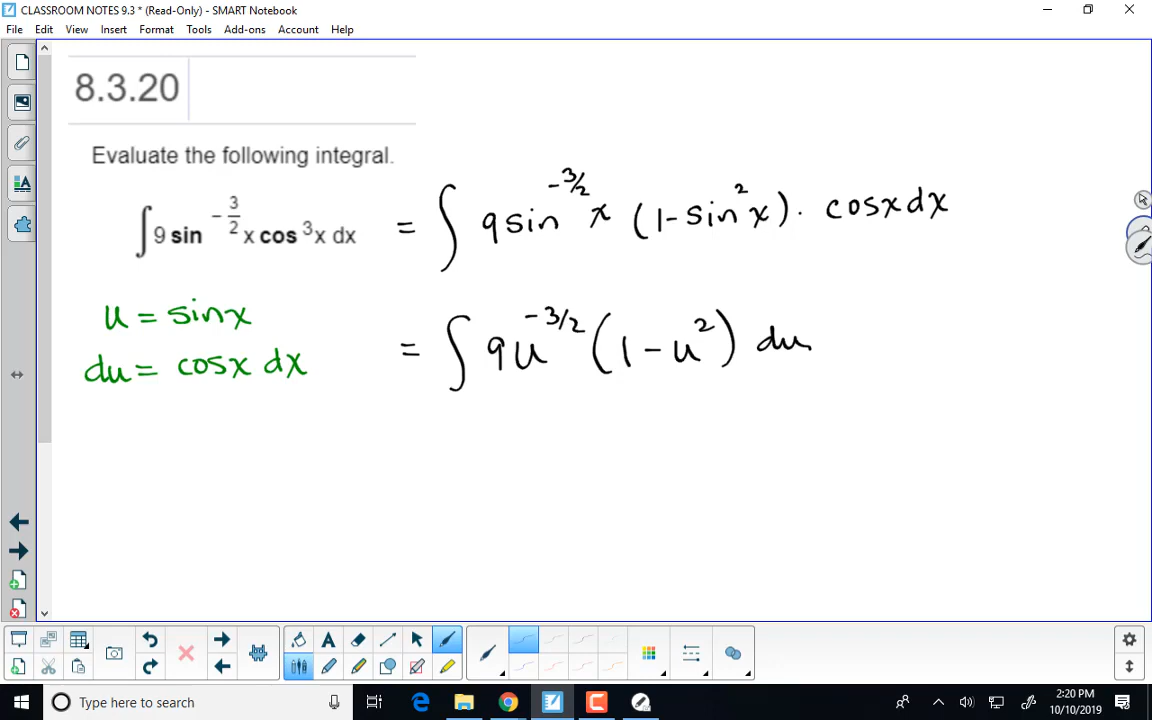 CLASSROOM NOTES 9.3 * (Read-Only) - SMART Notebook
File Edit View Insert Format Tools Add-ons Account Help
8.3.20
Evaluate the following integral.
∫ 9 sin^(-3/2) x cos^3 x dx = ∫ 9 sin^(-3/2) x (1 - sin^2 x) · cosx dx
u = sinx
du = cosx dx
= ∫ 9u^(-3/2) (1 - u^2) du
Type here to search
2:20 PM
10/10/2019